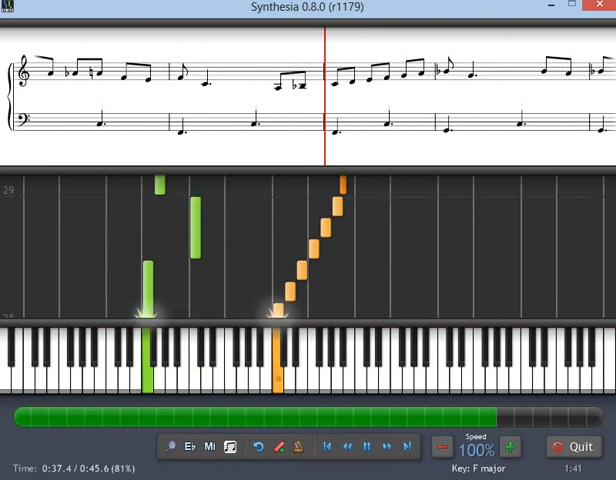 Synthesia 0.8.0 (r1179)
29
28
E♭ Mi
Speed
100%
Quit
Time: 0:37.4 / 0:45.6 (81%)
Key: F major
1:41